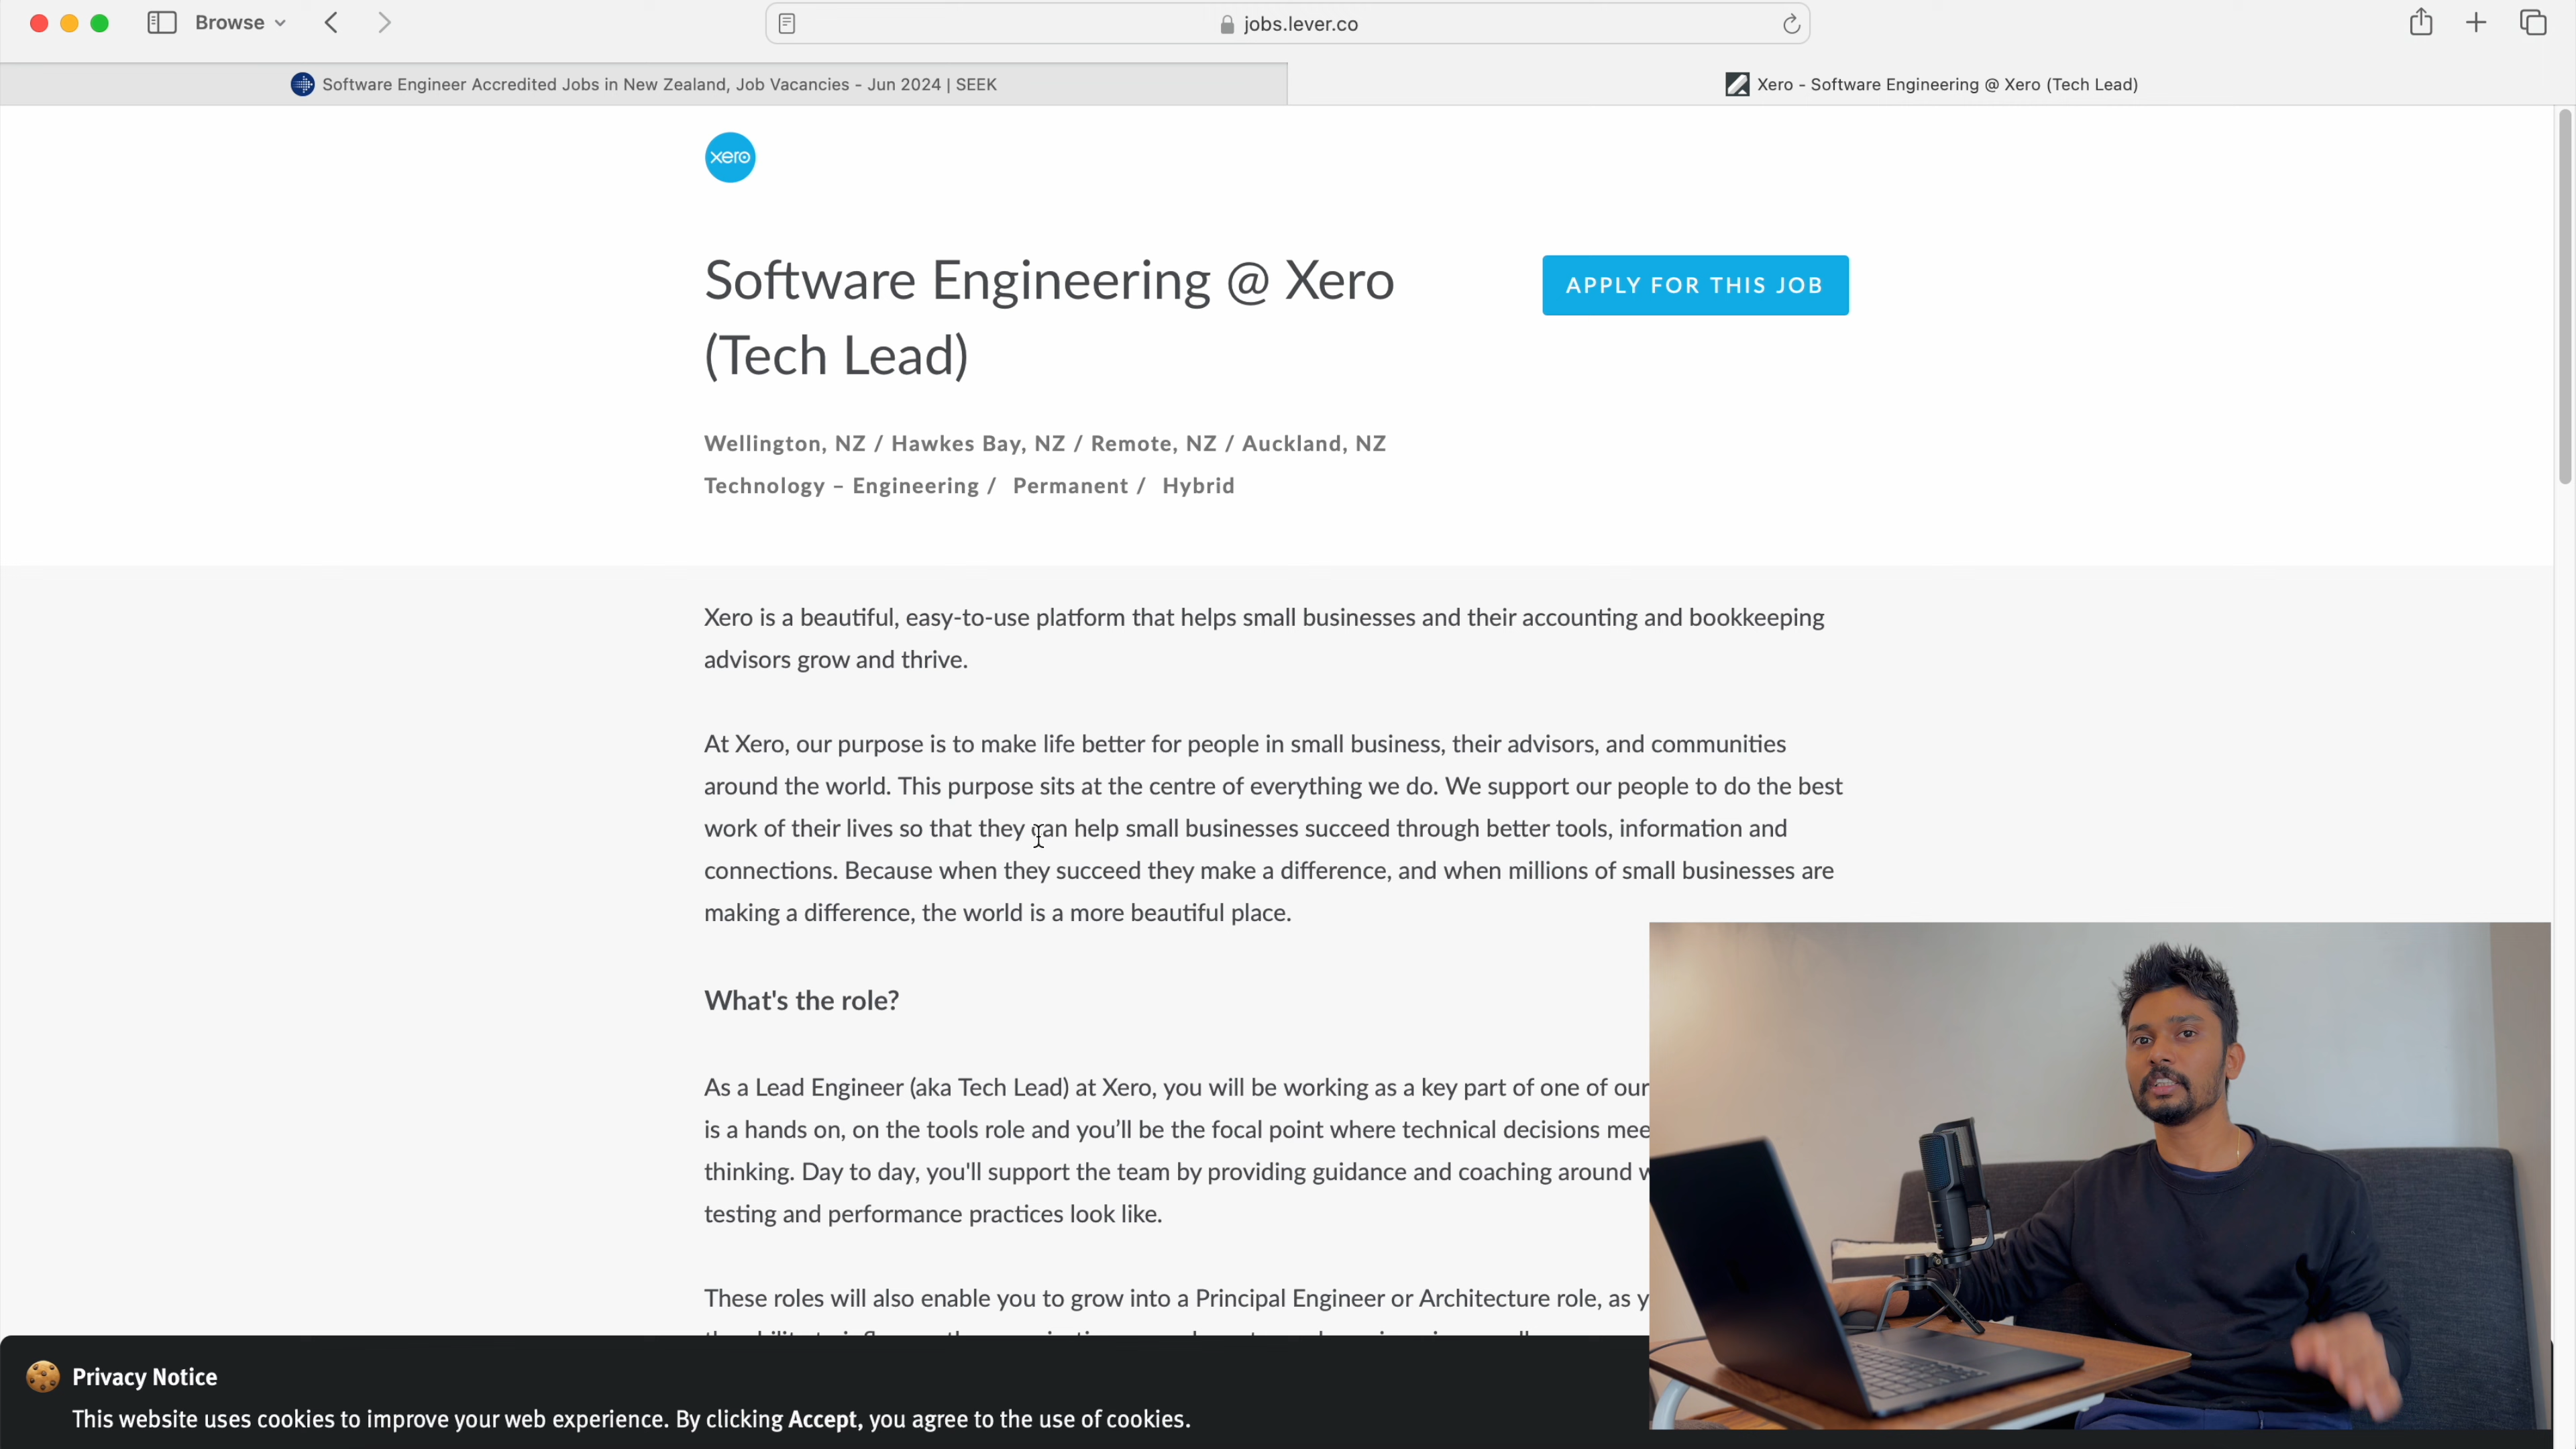 Browse
jobs.lever.co
Software Engineer Accredited Jobs in New Zealand, Job Vacancies - Jun 2024 | SEEK
Xero - Software Engineering @ Xero (Tech Lead)
xero
Software Engineering @ Xero
(Tech Lead)
APPLY FOR THIS JOB
Wellington, NZ / Hawkes Bay, NZ / Remote, NZ / Auckland, NZ
Technology – Engineering / Permanent / Hybrid
Xero is a beautiful, easy-to-use platform that helps small businesses and their accounting and bookkeeping
advisors grow and thrive.
At Xero, our purpose is to make life better for people in small business, their advisors, and communities
around the world. This purpose sits at the centre of everything we do. We support our people to do the best
work of their lives so that they can help small businesses succeed through better tools, information and
connections. Because when they succeed they make a difference, and when millions of small businesses are
making a difference, the world is a more beautiful place.
What's the role?
As a Lead Engineer (aka Tech Lead) at Xero, you will be working as a key part of one of our
is a hands on, on the tools role and you’ll be the focal point where technical decisions mee
thinking. Day to day, you'll support the team by providing guidance and coaching around
testing and performance practices look like.
These roles will also enable you to grow into a Principal Engineer or Architecture role, as y
Privacy Notice
This website uses cookies to improve your web experience. By clicking Accept, you agree to the use of cookies.